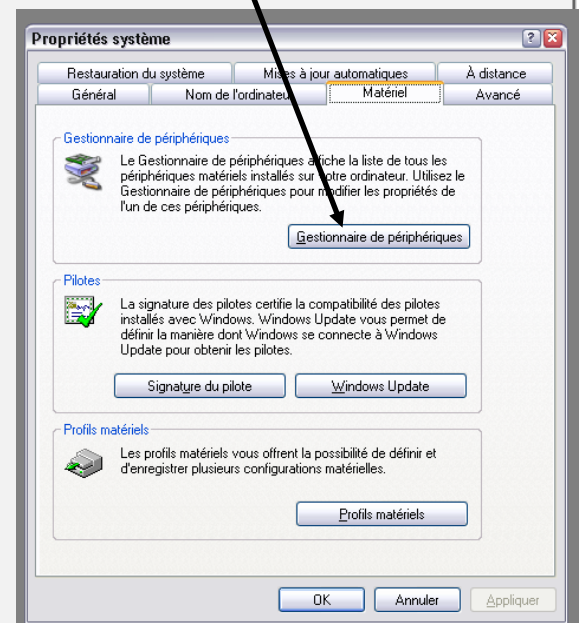 Propriétés système
Restauration du système Mises à jour automatiques À distance
Général Nom de l'ordinateur Matériel Avancé
Gestionnaire de périphériques
Le Gestionnaire de périphériques affiche la liste de tous les
périphériques matériels installés sur votre ordinateur. Utilisez le
Gestionnaire de périphériques pour modifier les propriétés de
l'un de ces périphériques.
Gestionnaire de périphériques
Pilotes
La signature des pilotes certifie la compatibilité des pilotes
installés avec Windows. Windows Update vous permet de
définir la manière dont Windows se connecte à Windows
Update pour obtenir les pilotes.
Signature du pilote Windows Update
Profils matériels
Les profils matériels vous offrent la possibilité de définir et
d'enregistrer plusieurs configurations matérielles.
Profils matériels
OK Annuler Appliquer